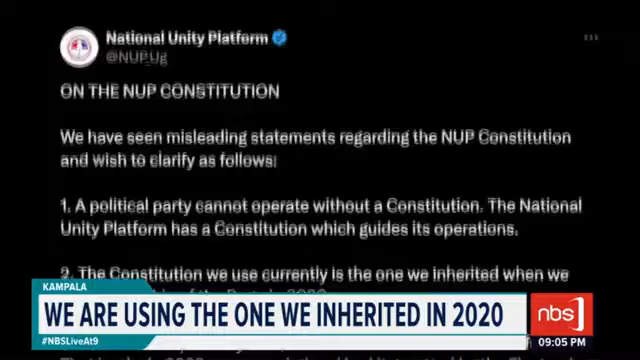 National Unity Platform
@NUP_Ug
ON THE NUP CONSTITUTION
We have seen misleading statements regarding the NUP Constitution
and wish to clarify as follows:
1. A political party cannot operate without a Constitution. The National
Unity Platform has a Constitution which guides its operations.
2. The Constitution we use currently is the one we inherited when we
KAMPALA
WE ARE USING THE ONE WE INHERITED IN 2020
nbs
#NBSLiveAt9
09:05 PM